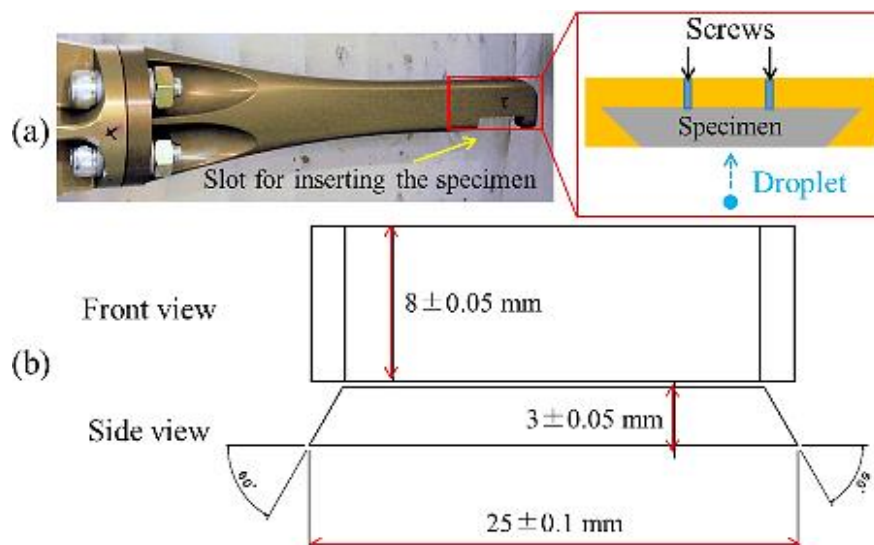 Screws
(a)
Specimen
Slot for inserting the specimen
Droplet
8±0.05 mm
Front view
(b)
3±0.05 mm
Side view
60°
60°
25±0.1 mm